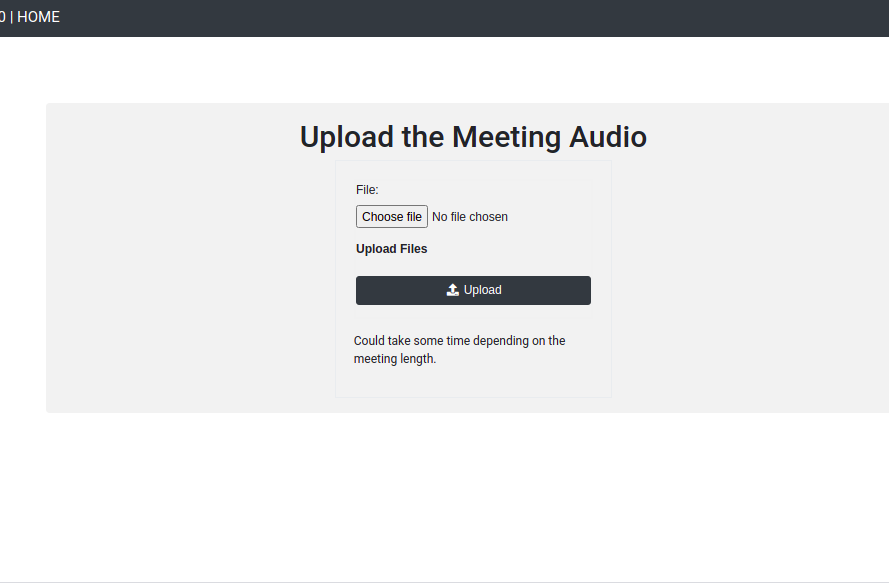 0 | HOME
Upload the Meeting Audio
File:
Choose file No file chosen
Upload Files
Upload
Could take some time depending on the
meeting length.